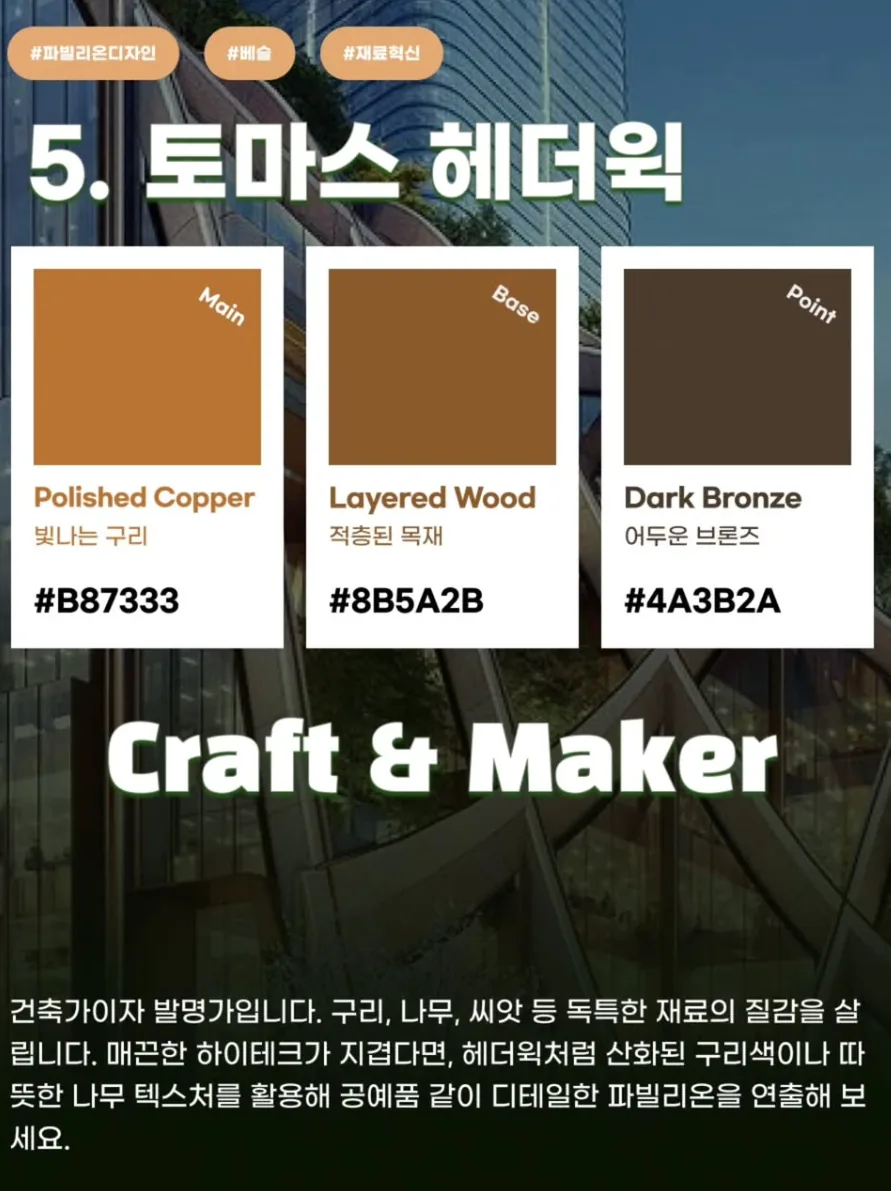 #파빌리온디자인 #베슬 #재료혁신
5. 토마스 헤더윅
Main Base Point
Polished Copper Layered Wood Dark Bronze
빛나는 구리 적층된 목재 어두운 브론즈
#B87333 #8B5A2B #4A3B2A
Craft & Maker
건축가이자 발명가입니다. 구리, 나무, 씨앗 등 독특한 재료의 질감을 살
립니다. 매끈한 하이테크가 지겹다면, 헤더윅처럼 산화된 구리색이나 따
뜻한 나무 텍스처를 활용해 공예품 같이 디테일한 파빌리온을 연출해 보
세요.